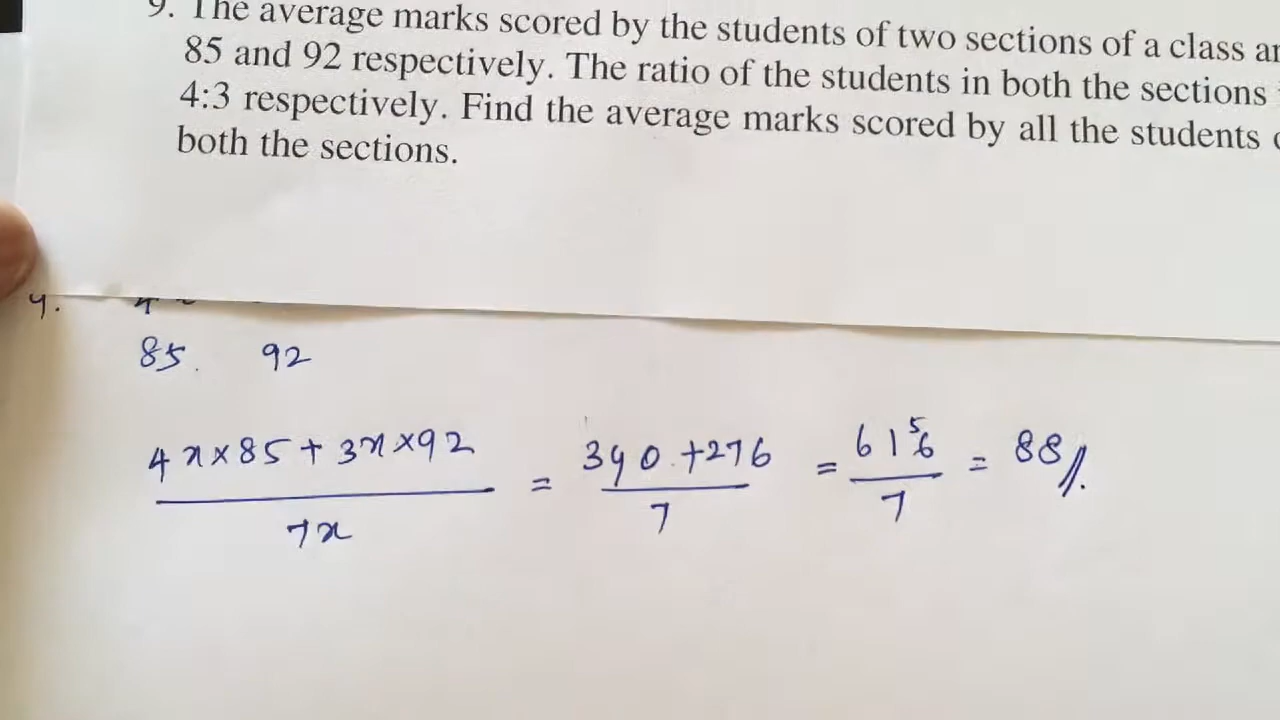 9. The average marks scored by the students of two sections of a class
85 and 92 respectively. The ratio of the students in both the sections
4:3 respectively. Find the average marks scored by all the students
both the sections.
85. 92
4x×85+3x×92 / 7x = 340+276 / 7 = 616 / 7 = 88